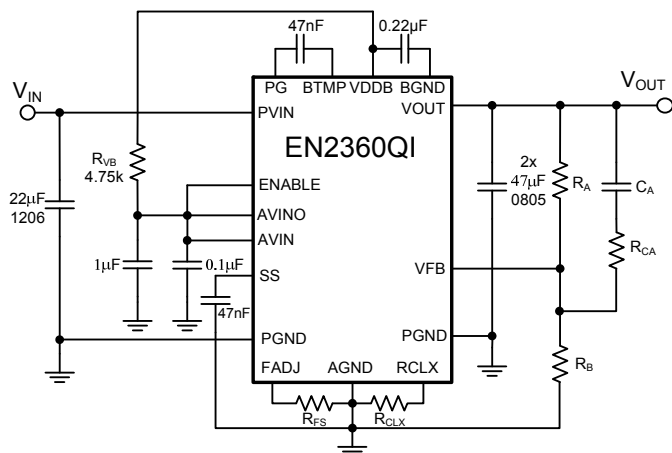 47nF
0.22µF
PG
BTMP
VDDB
BGND
VIN
PVIN
VOUT
VOUT
EN2360QI
RVB
4.75k
22µF
1206
ENABLE
AVINO
AVIN
1µF
0.1µF
SS
47nF
2x
47µF
0805
RA
CA
RCA
VFB
PGND
PGND
RB
FADJ
AGND
RCLX
RFS
RCLX